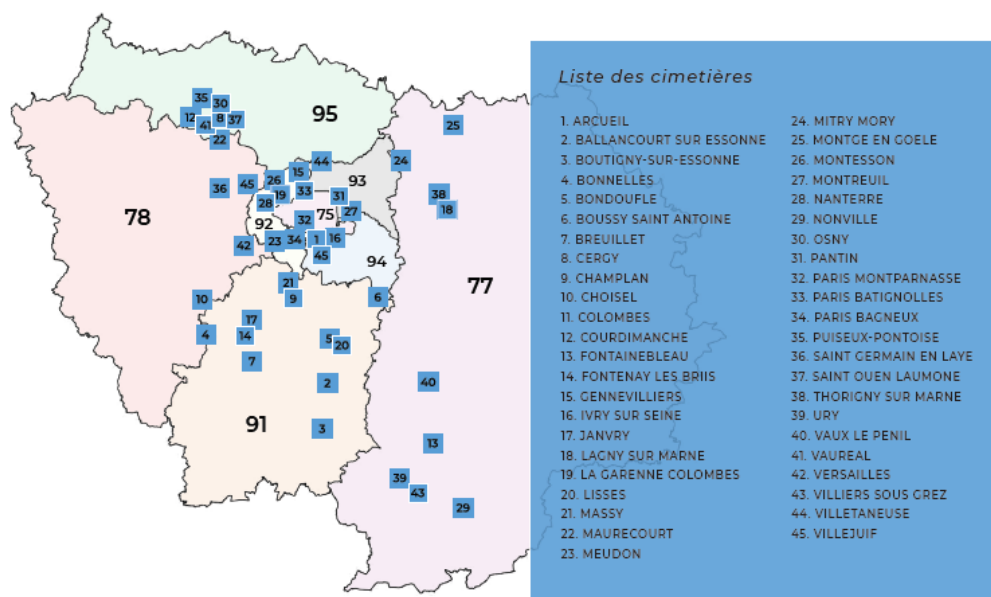 35
30
12
8
37
41
22
95
25
44
24
15
93
26
45
36
19
33
38
31
28
18
27
75
78
32
92
23
34
1
16
42
45
94
21
77
10
9
6
17
4
14
5
20
7
2
40
91
3
13
39
43
29
Liste des cimetières
1. ARCUEIL
2. BALLANCOURT SUR ESSONNE
3. BOUTIGNY-SUR-ESSONNE
4. BONNELLES
5. BONDOUFLE
6. BOUSSY SAINT ANTOINE
7. BREUILLET
8. CERGY
9. CHAMPLAN
10. CHOISEL
11. COLOMBES
12. COURDIMANCHE
13. FONTAINEBLEAU
14. FONTENAY LES BRIIS
15. GENNEVILLIERS
16. IVRY SUR SEINE
17. JANVRY
18. LAGNY SUR MARNE
19. LA GARENNE COLOMBES
20. LISSES
21. MASSY
22. MAURECOURT
23. MEUDON
24. MITRY MORY
25. MONTGE EN GOELE
26. MONTESSON
27. MONTREUIL
28. NANTERRE
29. NONVILLE
30. OSNY
31. PANTIN
32. PARIS MONTPARNASSE
33. PARIS BATIGNOLLES
34. PARIS BAGNEUX
35. PUISEUX-PONTOISE
36. SAINT GERMAIN EN LAYE
37. SAINT OUEN LAUMONE
38. THORIGNY SUR MARNE
39. URY
40. VAUX LE PENIL
41. VAUREAL
42. VERSAILLES
43. VILLIERS SOUS GREZ
44. VILLETANEUSE
45. VILLEJUIF